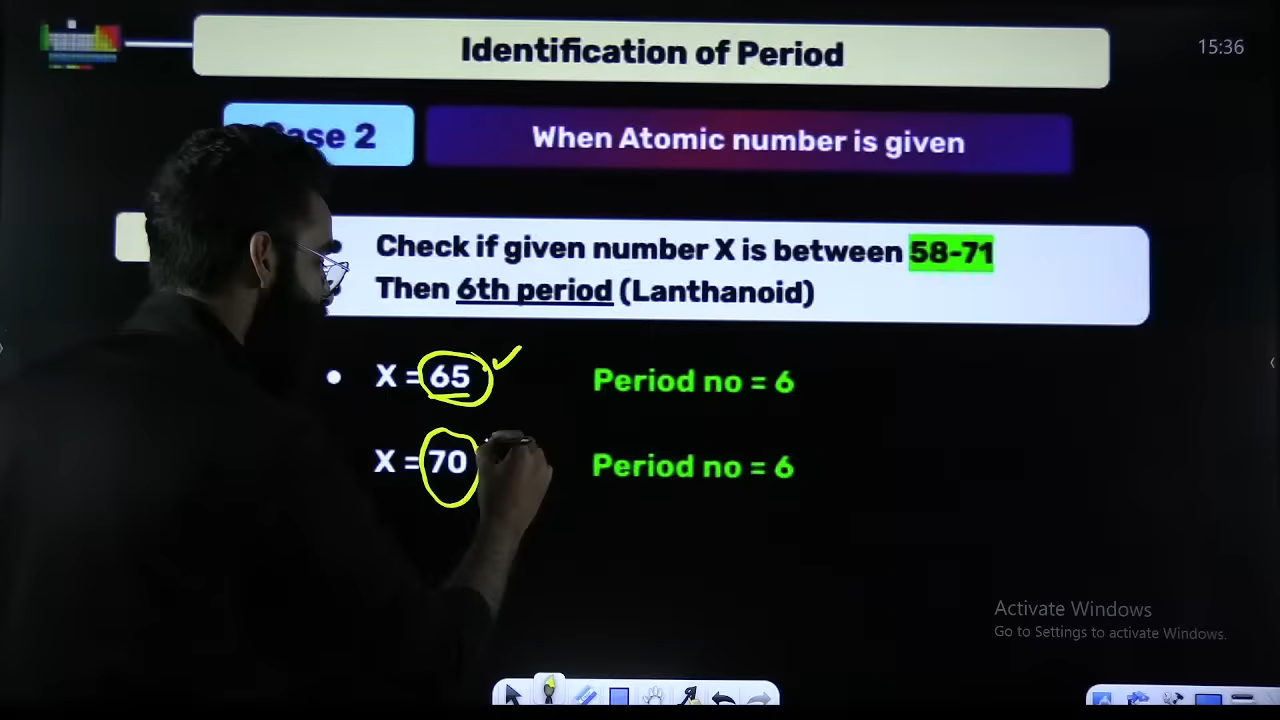 Identification of Period
15:36
Case 2
When Atomic number is given
Check if given number X is between 58-71
Then 6th period (Lanthanoid)
X = 65
Period no = 6
X = 70
Period no = 6
Activate Windows
Go to Settings to activate Windows.